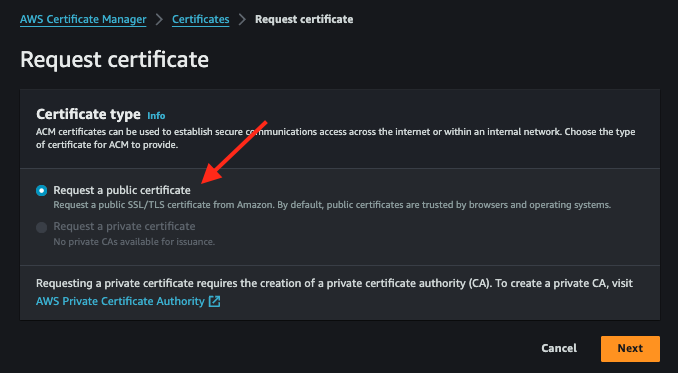 AWS Certificate Manager > Certificates > Request certificate
Request certificate
Certificate type Info
ACM certificates can be used to establish secure communications access across the internet or within an internal network. Choose the type
of certificate for ACM to provide.
Request a public certificate
Request a public SSL/TLS certificate from Amazon. By default, public certificates are trusted by browsers and operating systems.
Request a private certificate
No private CAs available for issuance.
Requesting a private certificate requires the creation of a private certificate authority (CA). To create a private CA, visit
AWS Private Certificate Authority
Cancel Next